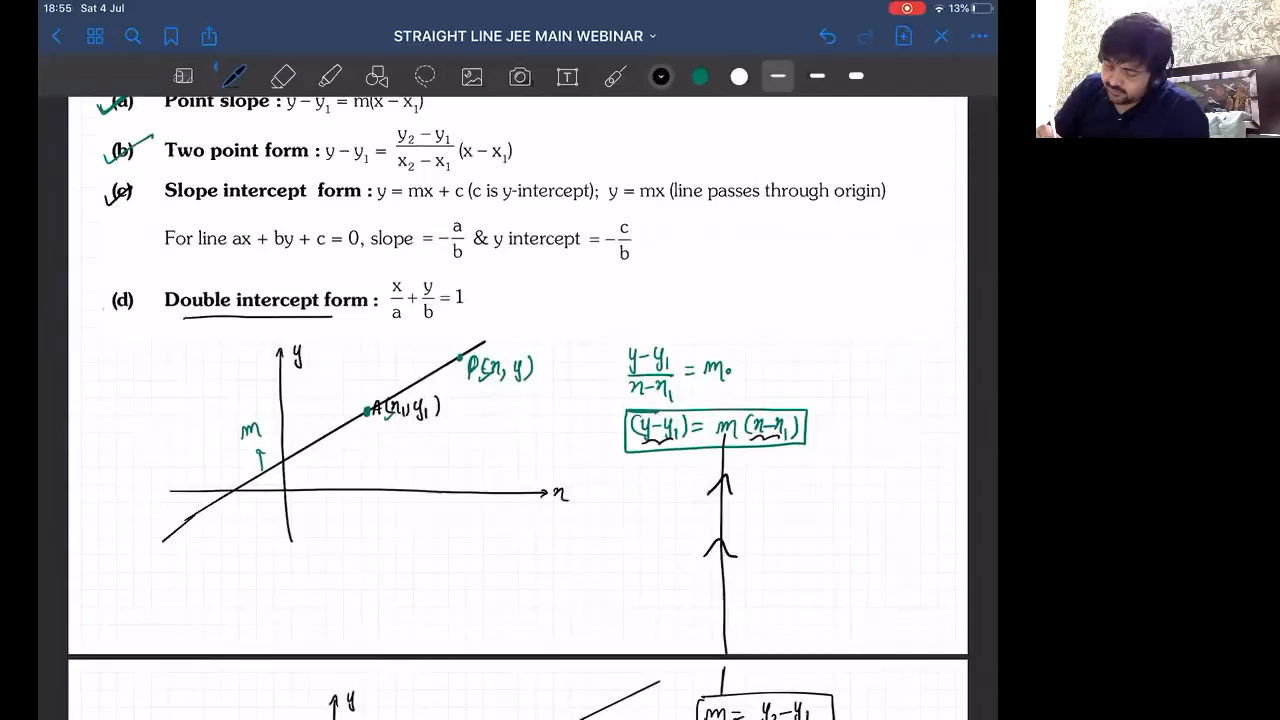 18:55 Sat 4 Jul
13%
STRAIGHT LINE JEE MAIN WEBINAR
(a) Point slope : y – y₁ = m(x – x₁)
(b) Two point form : y – y₁ = (y₂ – y₁)/(x₂ – x₁) (x – x₁)
(c) Slope intercept form : y = mx + c (c is y-intercept); y = mx (line passes through origin)
For line ax + by + c = 0, slope = –a/b & y intercept = –c/b
(d) Double intercept form : x/a + y/b = 1
y
P(x, y)
A(x₁, y₁)
m
x
(y–y₁)/(x–x₁) = m.
(y–y₁) = m (x–x₁)
y
m = y₂–y₁